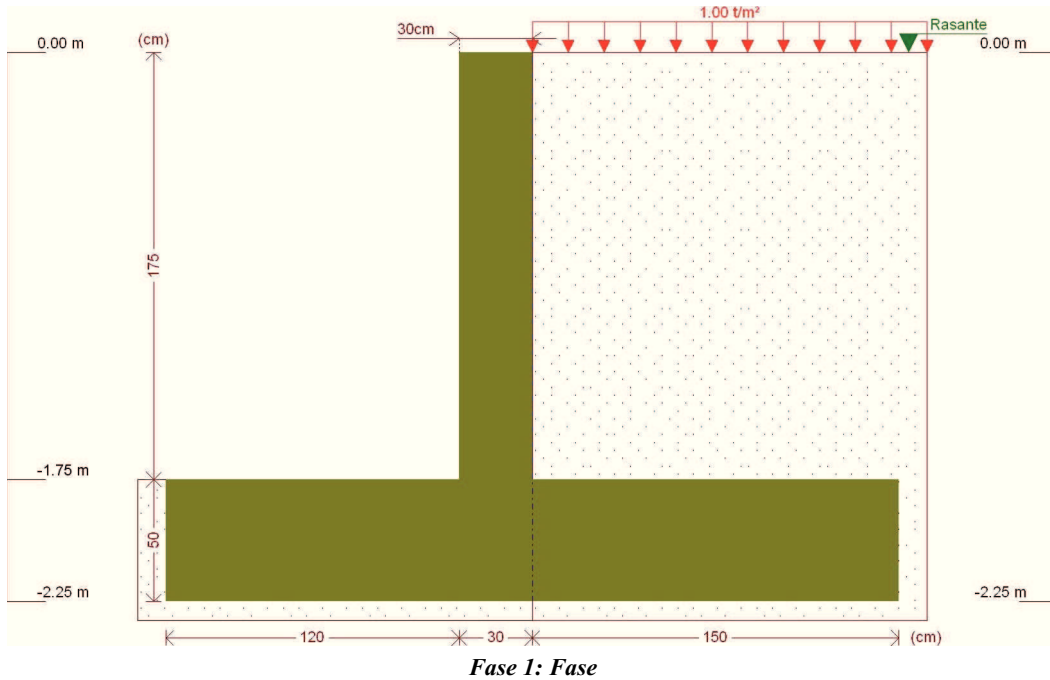 1.00 t/m²
Rasante
30cm
0.00 m
(cm)
0.00 m
175
-1.75 m
50
-2.25 m
-2.25 m
120
30
150
(cm)
Fase 1: Fase